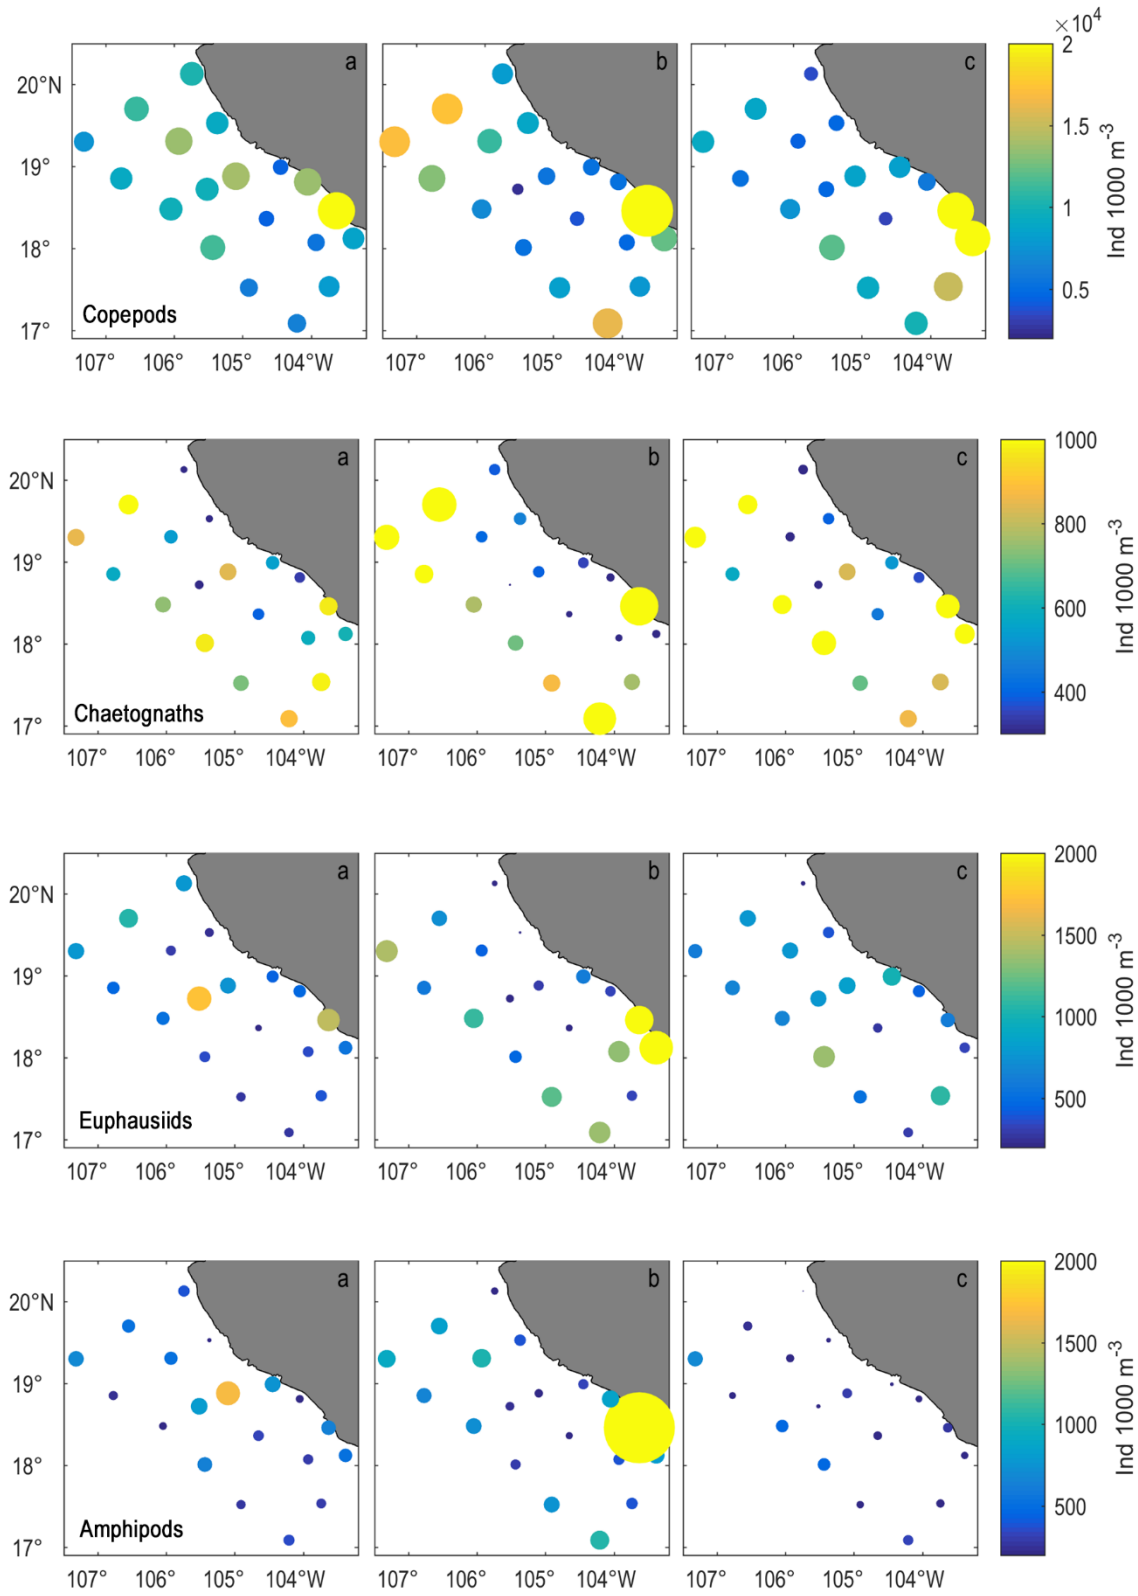 ×10⁴
a
b
c
2
20°N
19°
18°
17°
1.5
1
0.5
Ind 1000 m⁻³
Copepods
107°
106°
105°
104°W
107°
106°
105°
104°W
107°
106°
105°
104°W
a
b
c
1000
20°N
19°
18°
17°
800
600
400
Ind 1000 m⁻³
Chaetognaths
107°
106°
105°
104°W
107°
106°
105°
104°W
107°
106°
105°
104°W
a
b
c
2000
20°N
19°
18°
17°
1500
1000
500
Ind 1000 m⁻³
Euphausiids
107°
106°
105°
104°W
107°
106°
105°
104°W
107°
106°
105°
104°W
a
b
c
2000
20°N
19°
18°
17°
1500
1000
500
Ind 1000 m⁻³
Amphipods
107°
106°
105°
104°W
107°
106°
105°
104°W
107°
106°
105°
104°W